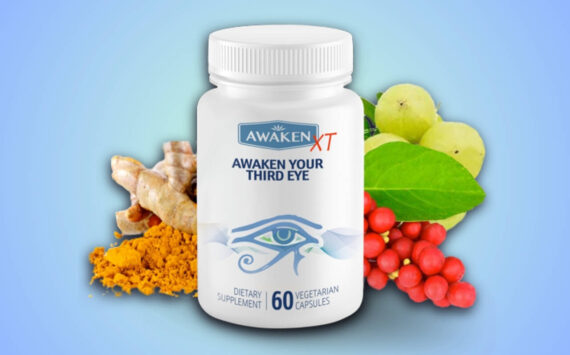 AWAKEN XT
AWAKEN YOUR
THIRD EYE
DIETARY
SUPPLEMENT
60
VEGETARIAN
CAPSULES